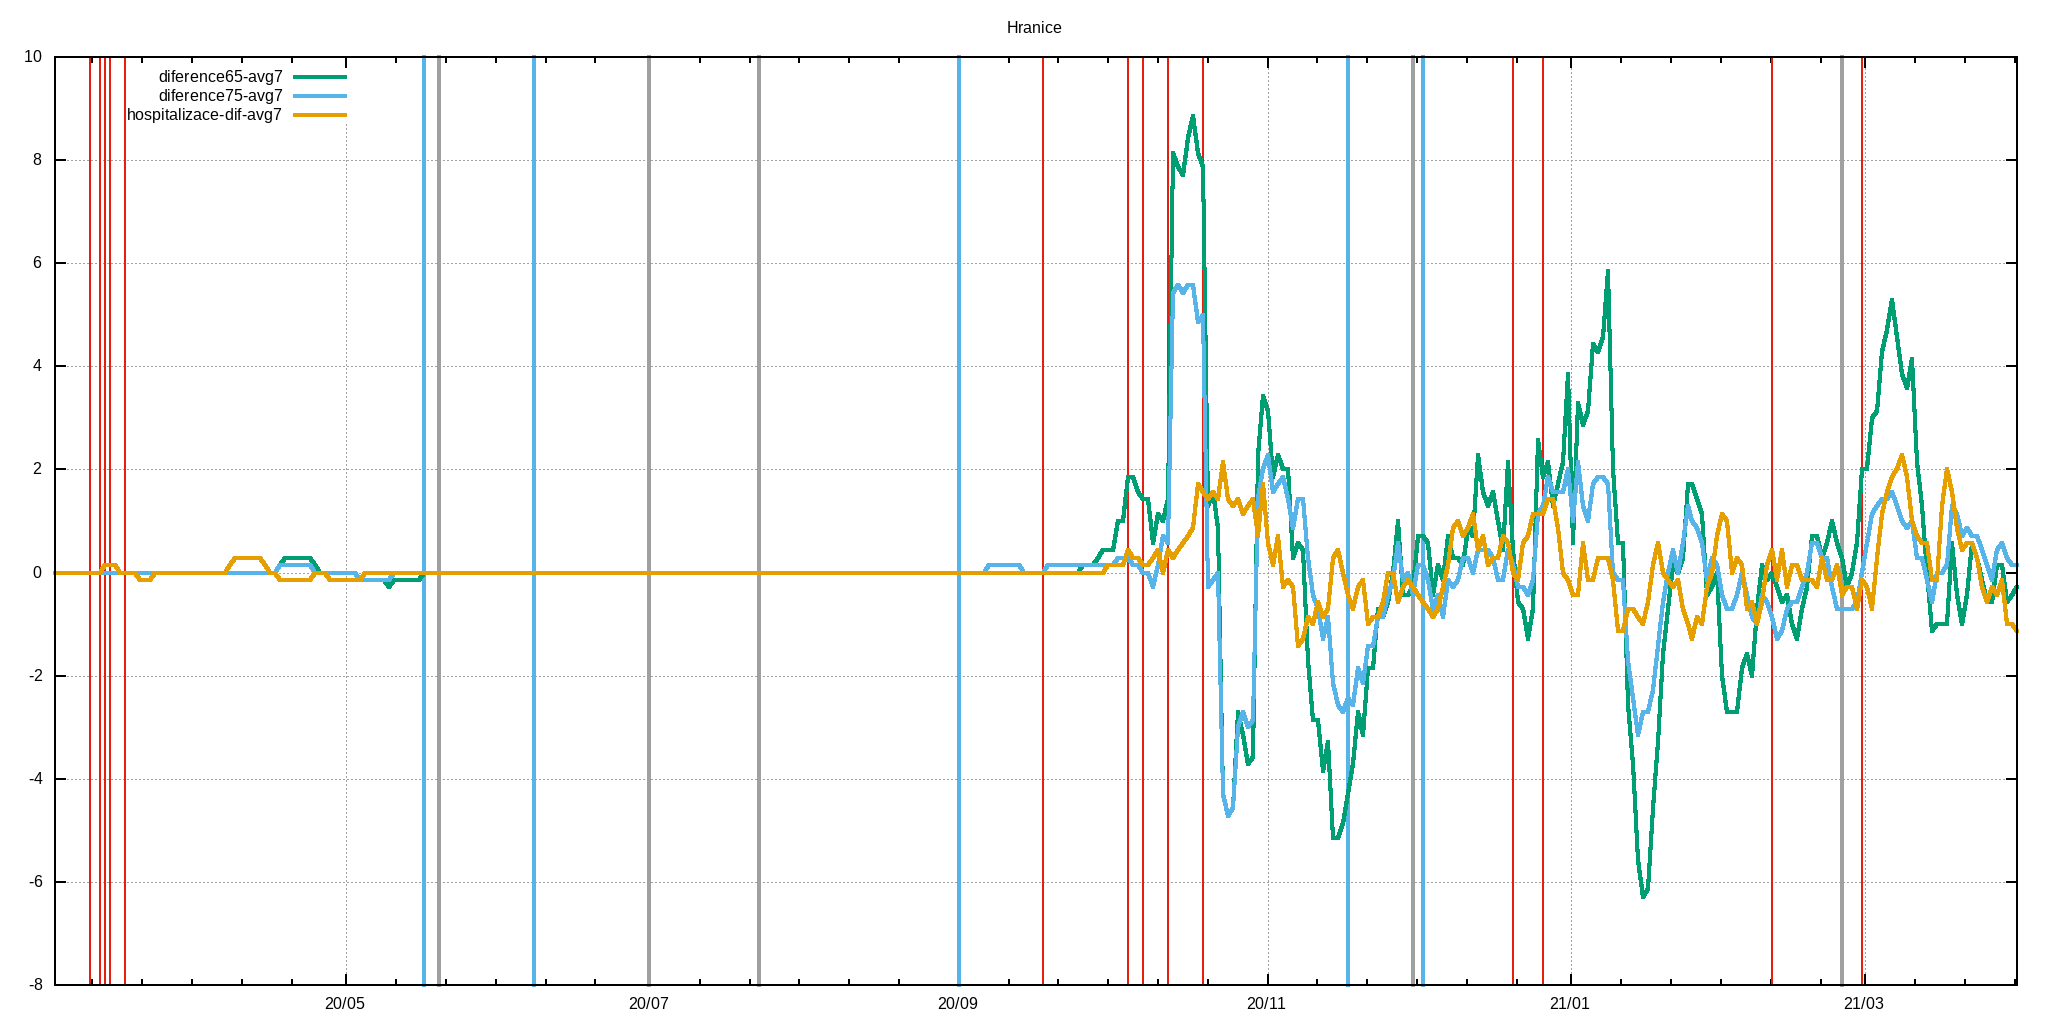 Hranice
diference65-avg7
diference75-avg7
hospitalizace-dif-avg7
10
8
6
4
2
0
-2
-4
-6
-8
20/05 20/07 20/09 20/11 21/01 21/03